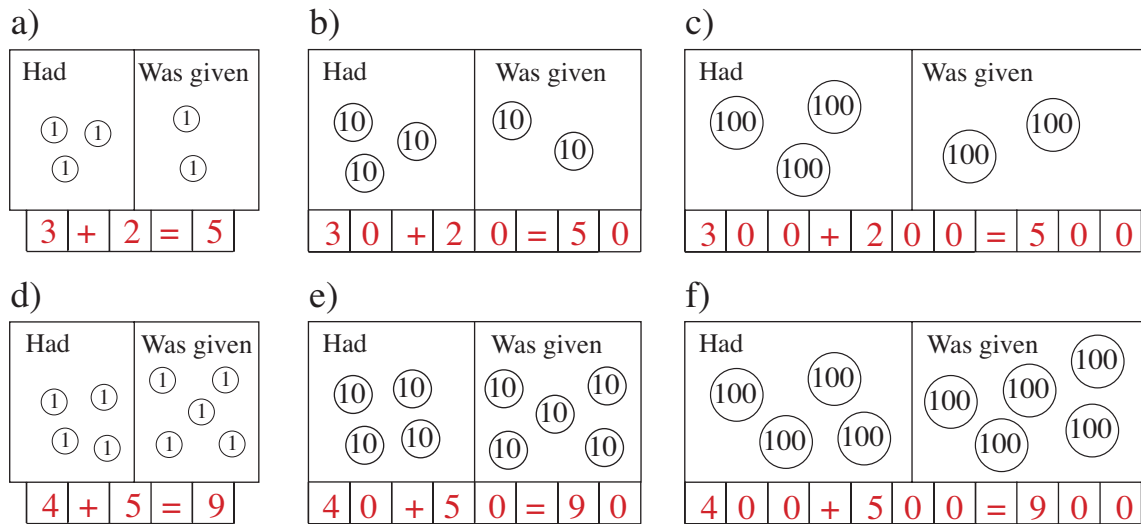 a)
Had Was given
1 1 1 1 1
3 + 2 = 5
b)
Had Was given
10 10 10 10 10
3 0 + 2 0 = 5 0
c)
Had Was given
100 100 100 100 100
3 0 0 + 2 0 0 = 5 0 0
d)
Had Was given
1 1 1 1 1 1 1 1 1
4 + 5 = 9
e)
Had Was given
10 10 10 10 10 10 10 10 10
4 0 + 5 0 = 9 0
f)
Had Was given
100 100 100 100 100 100 100 100 100
4 0 0 + 5 0 0 = 9 0 0